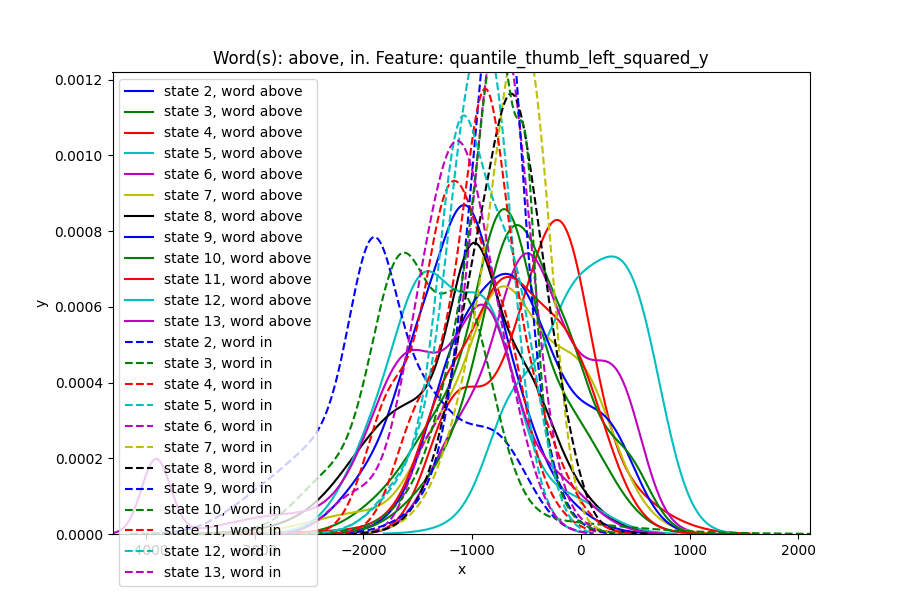 Word(s): above, in. Feature: quantile_thumb_left_squared_y
0.0012
0.0010
0.0008
0.0006
0.0004
0.0002
0.0000
y
state 2, word above
state 3, word above
state 4, word above
state 5, word above
state 6, word above
state 7, word above
state 8, word above
state 9, word above
state 10, word above
state 11, word above
state 12, word above
state 13, word above
state 2, word in
state 3, word in
state 4, word in
state 5, word in
state 6, word in
state 7, word in
state 8, word in
state 9, word in
state 10, word in
state 11, word in
state 12, word in
state 13, word in
−4000 −3000 −2000 −1000 0 1000 2000
x